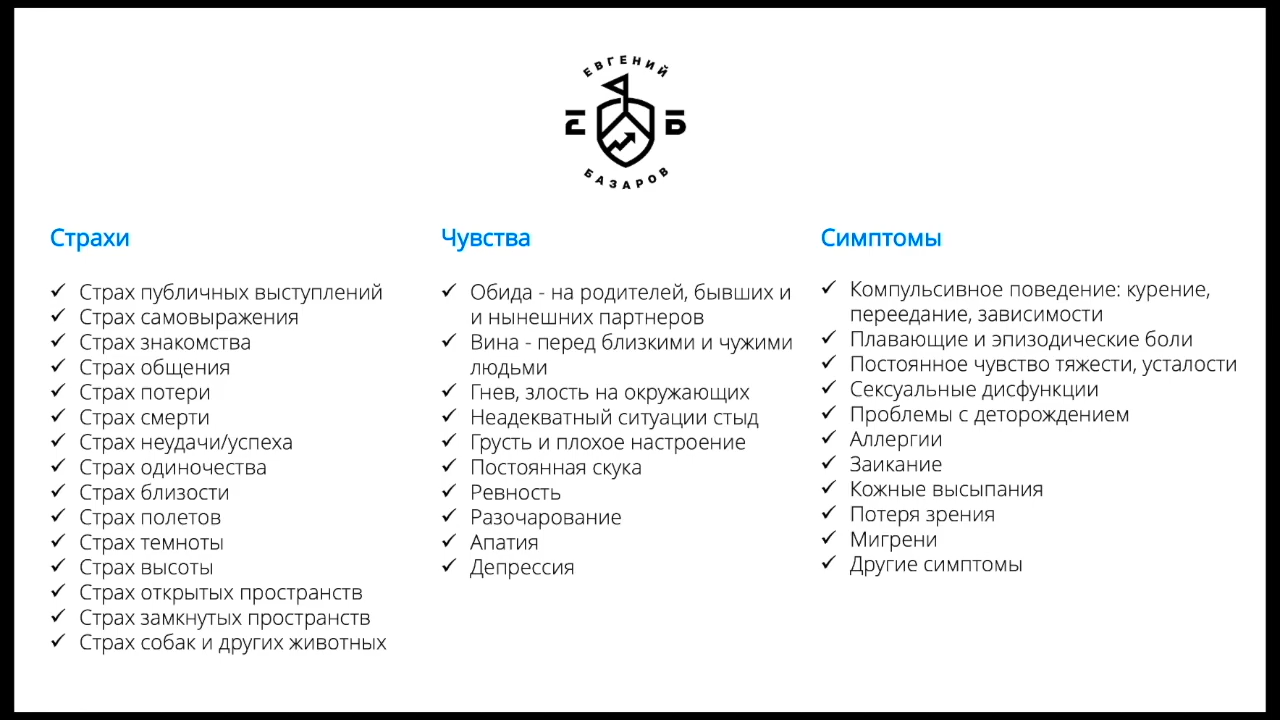 ЕВГЕНИЙ
Е Б
БАЗАРОВ
Страхи
Страх публичных выступлений
Страх самовыражения
Страх знакомства
Страх общения
Страх потери
Страх смерти
Страх неудачи/успеха
Страх одиночества
Страх близости
Страх полетов
Страх темноты
Страх высоты
Страх открытых пространств
Страх замкнутых пространств
Страх собак и других животных
Чувства
Обида - на родителей, бывших и
и нынешних партнеров
Вина - перед близкими и чужими
людьми
Гнев, злость на окружающих
Неадекватный ситуации стыд
Грусть и плохое настроение
Постоянная скука
Ревность
Разочарование
Апатия
Депрессия
Симптомы
Компульсивное поведение: курение,
переедание, зависимости
Плавающие и эпизодические боли
Постоянное чувство тяжести, усталости
Сексуальные дисфункции
Проблемы с деторождением
Аллергии
Заикание
Кожные высыпания
Потеря зрения
Мигрени
Другие симптомы